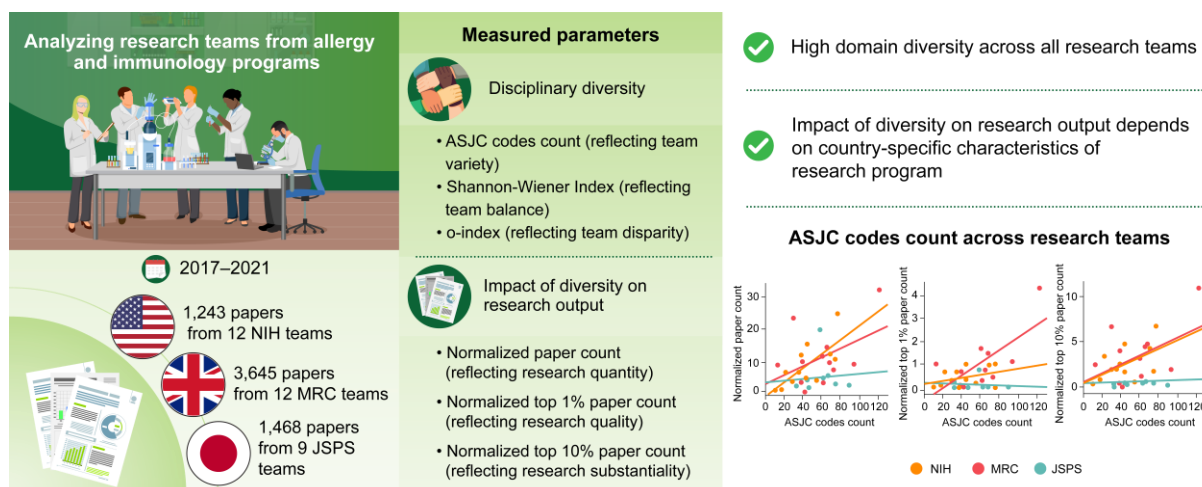 Analyzing research teams from allergy
and immunology programs
2017–2021
1,243 papers
from 12 NIH teams
3,645 papers
from 12 MRC teams
1,468 papers
from 9 JSPS
teams
Measured parameters
Disciplinary diversity
• ASJC codes count (reflecting team
variety)
• Shannon-Wiener Index (reflecting
team balance)
• o-index (reflecting team disparity)
Impact of diversity on
research output
• Normalized paper count
(reflecting research quantity)
• Normalized top 1% paper count
(reflecting research quality)
• Normalized top 10% paper count
(reflecting research substantiality)
High domain diversity across all research teams
Impact of diversity on research output depends
on country-specific characteristics of
research program
ASJC codes count across research teams
Normalized paper count
30
20
10
0
0 20 40 60 80 100 120
ASJC codes count
Normalized top 1% paper count
5
4
2
1
0
0 20 40 60 80 100 120
ASJC codes count
Normalized top 10% paper count
10
5
0
0 20 40 60 80 100 120
ASJC codes count
NIH MRC JSPS